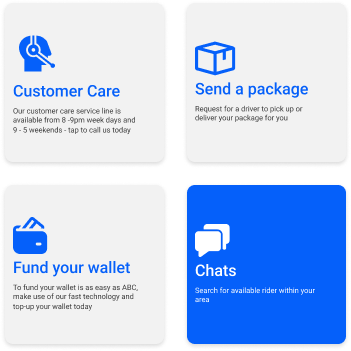 Customer Care
Our customer care service line is
available from 8 -9pm week days and
9 - 5 weekends - tap to call us today
Send a package
Request for a driver to pick up or
deliver your package for you
Fund your wallet
To fund your wallet is as easy as ABC,
make use of our fast technology and
top-up your wallet today
Chats
Search for available rider within your
area